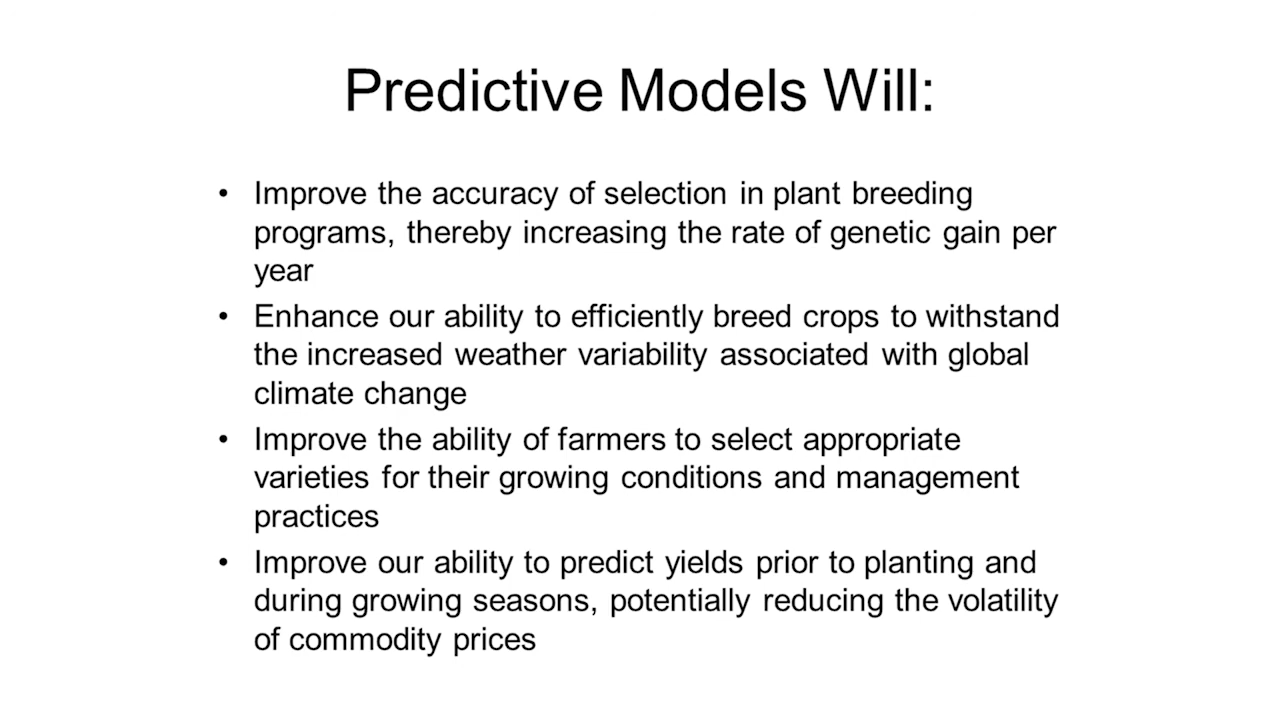 Predictive Models Will:
• Improve the accuracy of selection in plant breeding
programs, thereby increasing the rate of genetic gain per
year
• Enhance our ability to efficiently breed crops to withstand
the increased weather variability associated with global
climate change
• Improve the ability of farmers to select appropriate
varieties for their growing conditions and management
practices
• Improve our ability to predict yields prior to planting and
during growing seasons, potentially reducing the volatility
of commodity prices